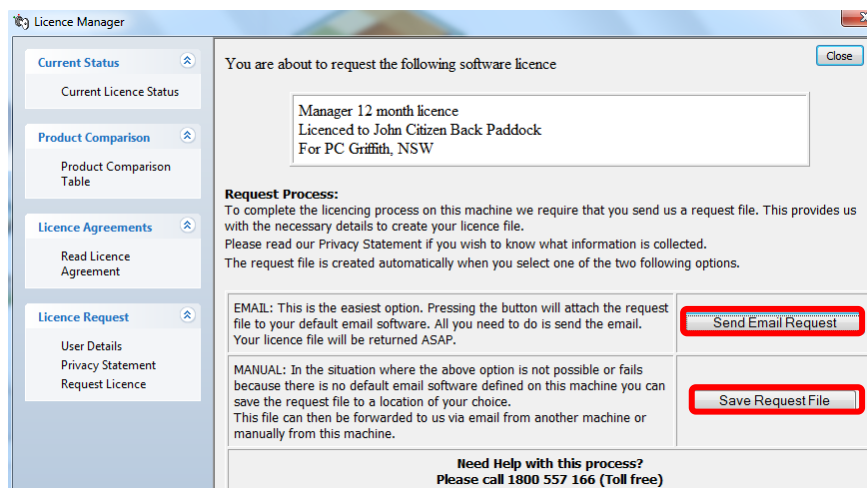 Licence Manager
Current Status
Current Licence Status
Product Comparison
Product Comparison
Table
Licence Agreements
Read Licence
Agreement
Licence Request
User Details
Privacy Statement
Request Licence
You are about to request the following software licence
Close
Manager 12 month licence
Licenced to John Citizen Back Paddock
For PC Griffith, NSW
Request Process:
To complete the licencing process on this machine we require that you send us a request file. This provides us
with the necessary details to create your licence file.
Please read our Privacy Statement if you wish to know what information is collected.
The request file is created automatically when you select one of the two following options.
EMAIL: This is the easiest option. Pressing the button will attach the request
file to your default email software. All you need to do is send the email.
Your licence file will be returned ASAP.
Send Email Request
MANUAL: In the situation where the above option is not possible or fails
because there is no default email software defined on this machine you can
save the request file to a location of your choice.
This file can then be forwarded to us via email from another machine or
manually from this machine.
Save Request File
Need Help with this process?
Please call 1800 557 166 (Toll free)